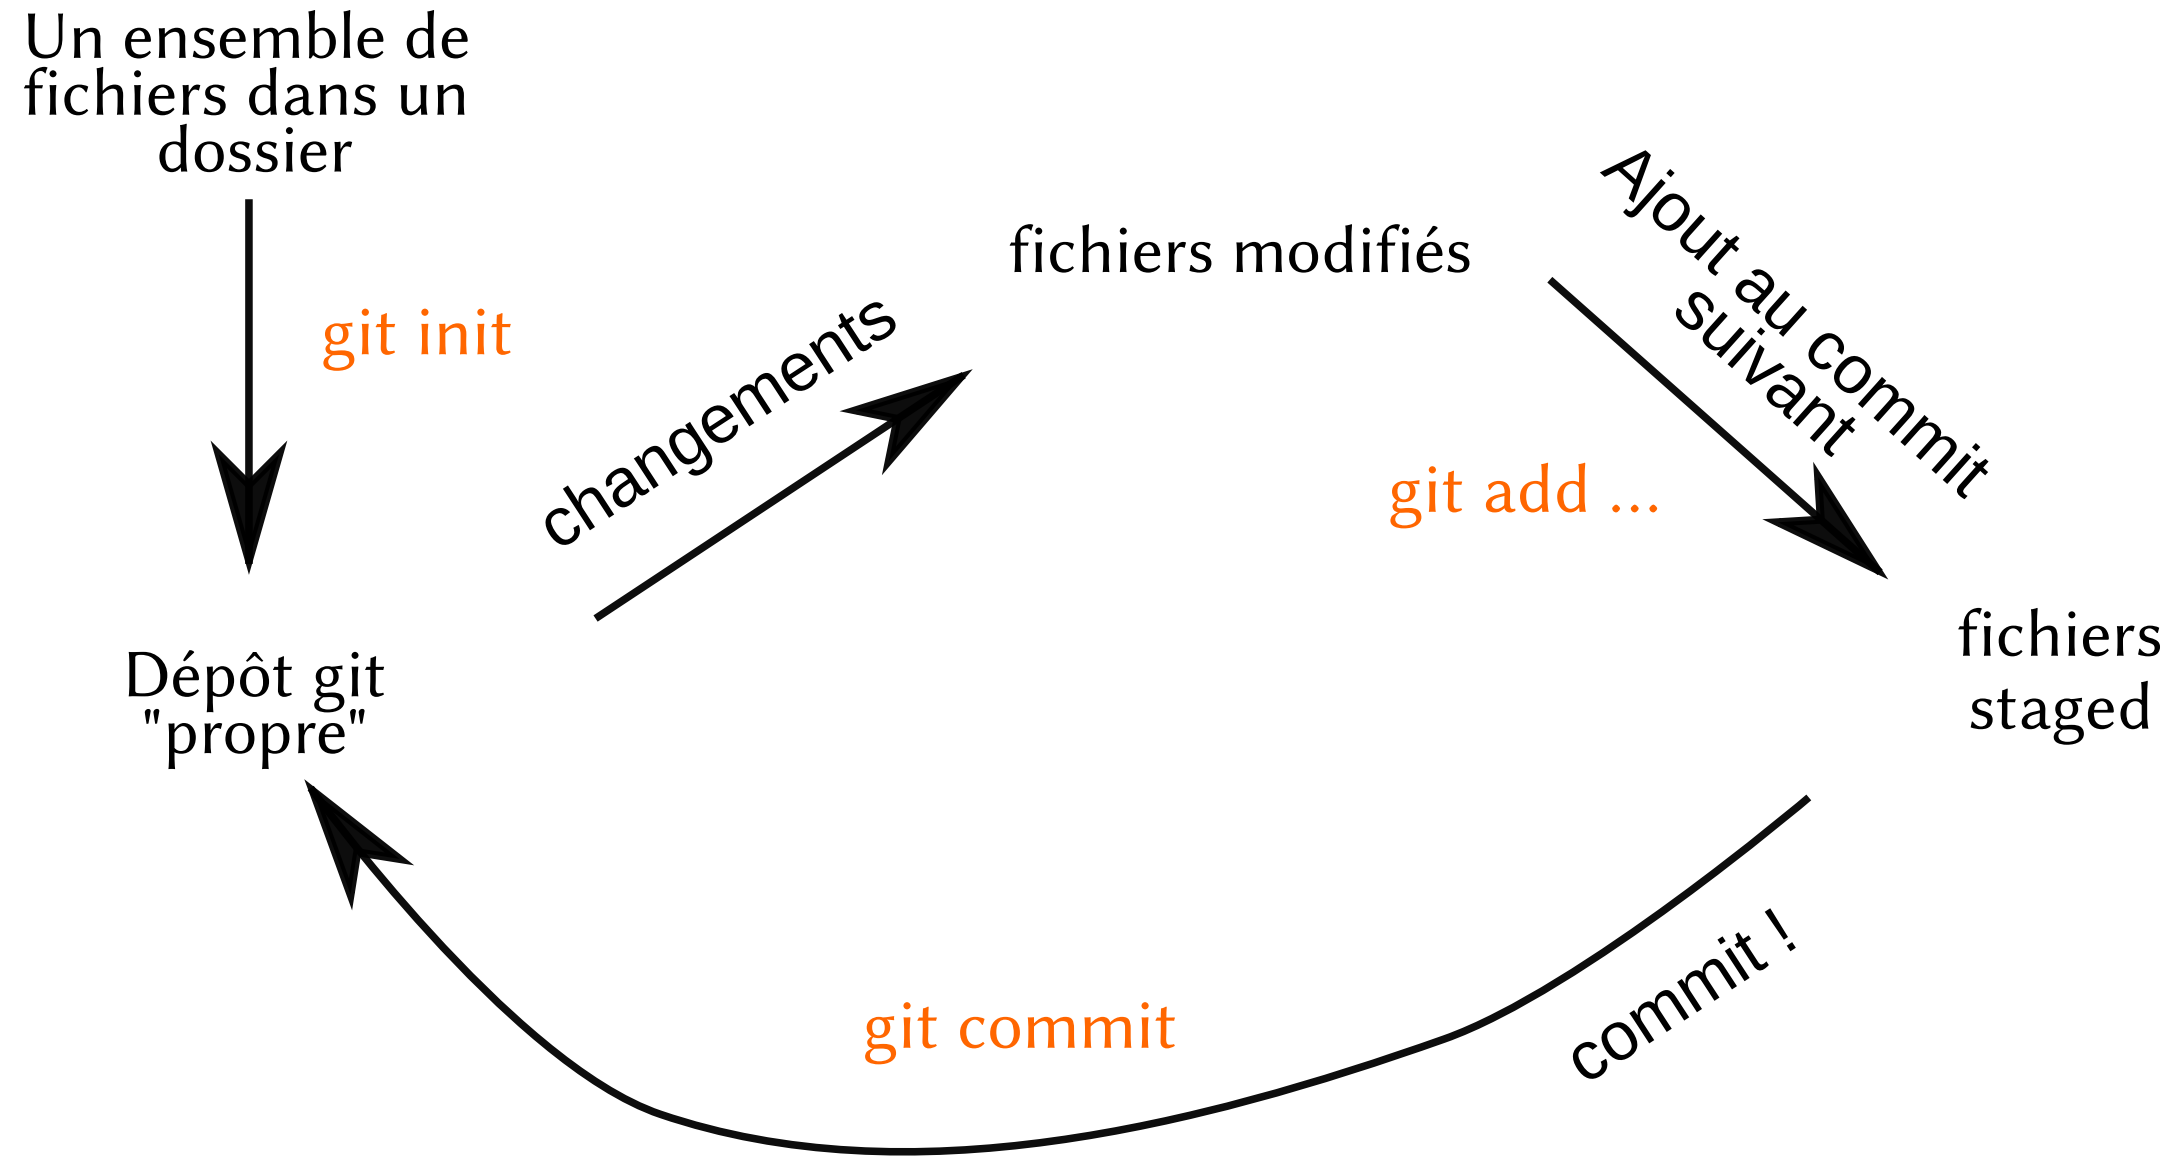 Un ensemble de
fichiers dans un
dossier
git init
changements
fichiers modifiés
Ajout au commit
suivant
git add ...
fichiers
staged
Dépôt git
"propre"
commit !
git commit